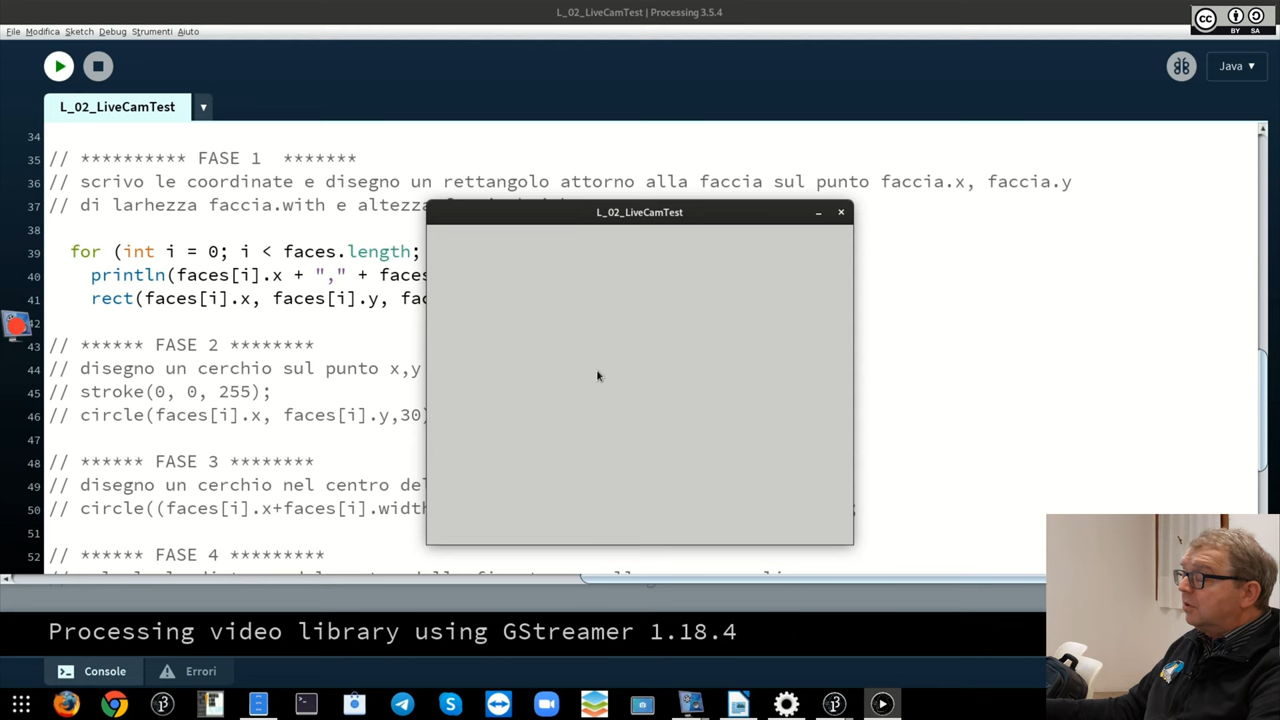 L_02_LiveCamTest | Processing 3.5.4
CC BY SA
File Modifica Sketch Debug Strumenti Aiuto
Java
L_02_LiveCamTest
34
35 // ********** FASE 1 *******
36 // scrivo le coordinate e disegno un rettangolo attorno alla faccia sul punto faccia.x, faccia.y
37 // di larhezza faccia.with e altezza
L_02_LiveCamTest
38
39 for (int i = 0; i < faces.length;
40 println(faces[i].x + "," + faces
41 rect(faces[i].x, faces[i].y, fac
42
43 // ****** FASE 2 ********
44 // disegno un cerchio sul punto x,y
45 // stroke(0, 0, 255);
46 // circle(faces[i].x, faces[i].y,30)
47
48 // ****** FASE 3 ********
49 // disegno un cerchio nel centro del
50 // circle((faces[i].x+faces[i].width
51
52 // ****** FASE 4 *********
Processing video library using GStreamer 1.18.4
Console Errori